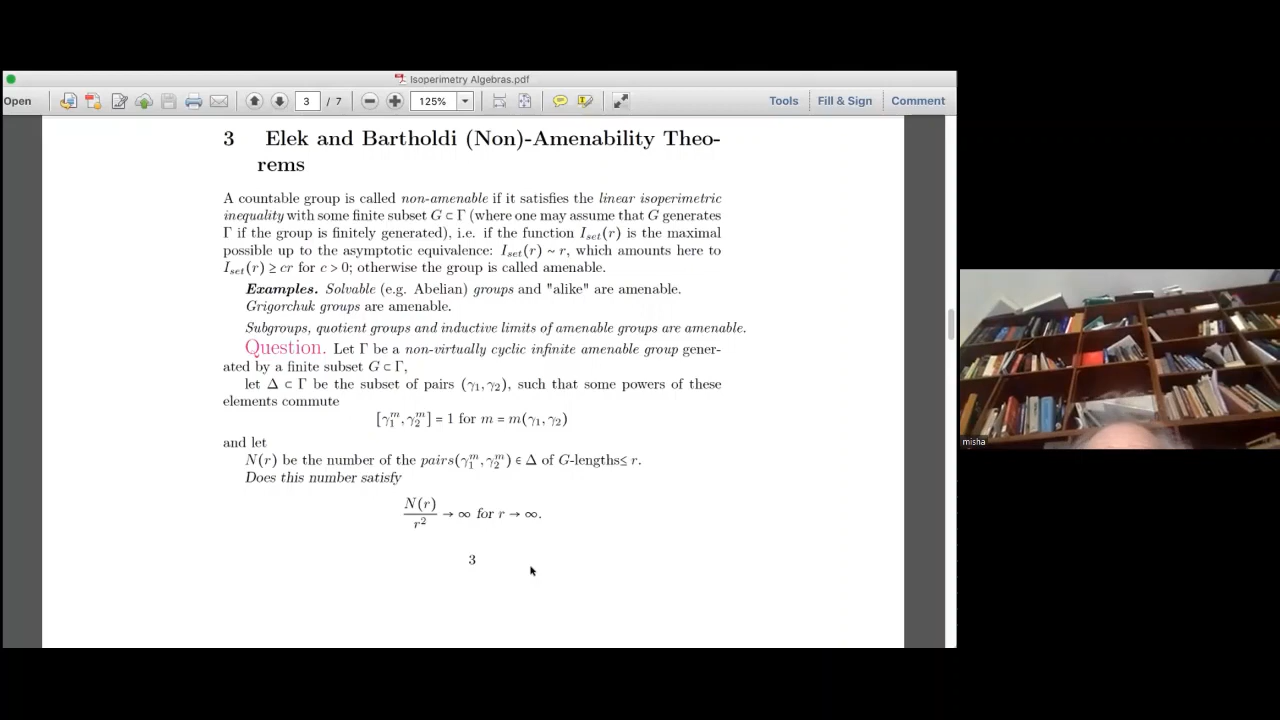 Isoperimetry Algebras.pdf
Open
3 / 7
125%
Tools
Fill & Sign
Comment
3 Elek and Bartholdi (Non)-Amenability Theo-
rems
A countable group is called non-amenable if it satisfies the linear isoperimetric
inequality with some finite subset G ⊂ Γ (where one may assume that G generates
Γ if the group is finitely generated), i.e. if the function I_set(r) is the maximal
possible up to the asymptotic equivalence: I_set(r) ~ r, which amounts here to
I_set(r) ≥ cr for c > 0; otherwise the group is called amenable.
Examples. Solvable (e.g. Abelian) groups and "alike" are amenable.
Grigorchuk groups are amenable.
Subgroups, quotient groups and inductive limits of amenable groups are amenable.
Question. Let Γ be a non-virtually cyclic infinite amenable group gener-
ated by a finite subset G ⊂ Γ,
let Δ ⊂ Γ be the subset of pairs (γ₁, γ₂), such that some powers of these
elements commute
[γ₁^m, γ₂^m] = 1 for m = m(γ₁, γ₂)
and let
N(r) be the number of the pairs(γ₁^m, γ₂^m) ∈ Δ of G-lengths≤ r.
Does this number satisfy
N(r)/r² → ∞ for r → ∞.
3
misha